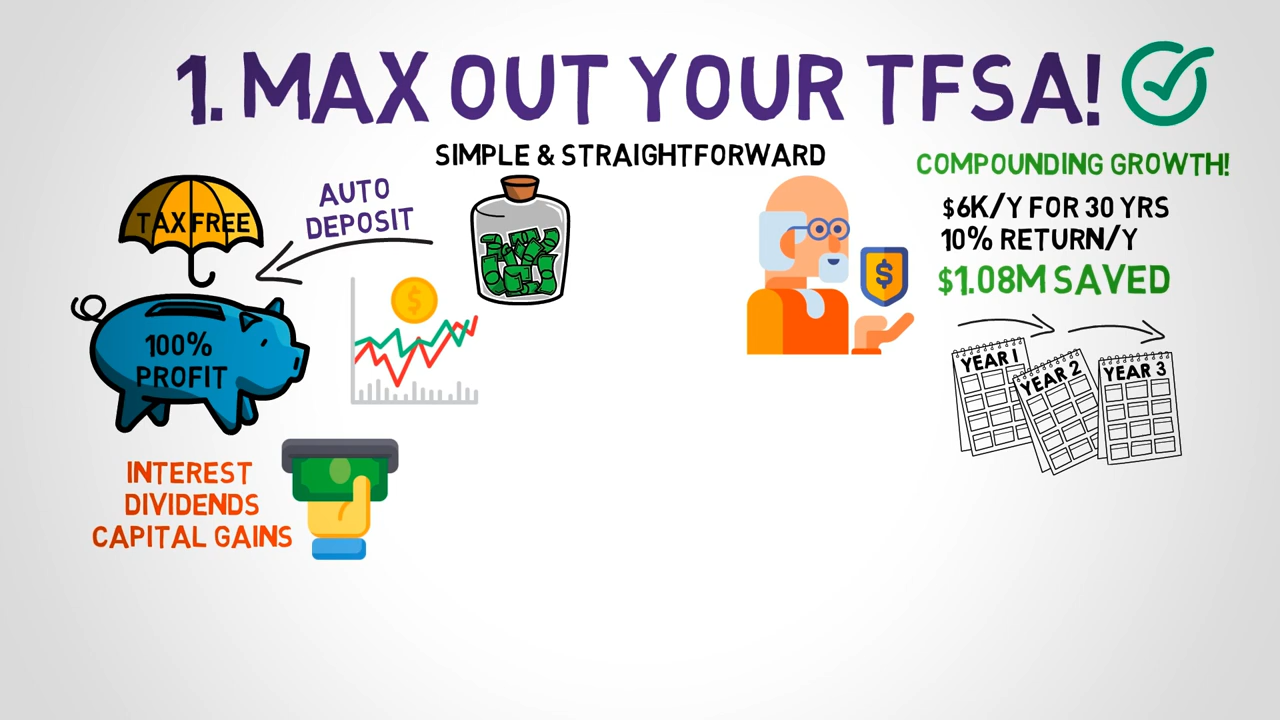 1. MAX OUT YOUR TFSA!
SIMPLE & STRAIGHTFORWARD
TAX FREE
AUTO
DEPOSIT
100%
PROFIT
$
INTEREST
DIVIDENDS
CAPITAL GAINS
COMPOUNDING GROWTH!
$6K/Y FOR 30 YRS
10% RETURN/Y
$1.08M SAVED
$
YEAR 1
YEAR 2
YEAR 3